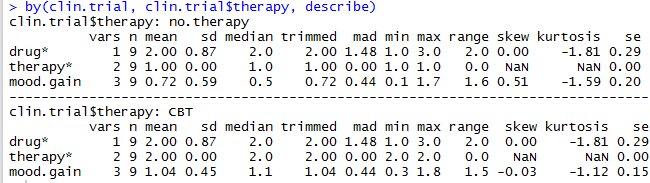 > by(clin.trial, clin.trial$therapy, describe)
clin.trial$therapy: no.therapy
vars n mean sd median trimmed mad min max range skew kurtosis se
drug* 1 9 2.00 0.87 2.0 2.00 1.48 1.0 3.0 2.0 0.00 -1.81 0.29
therapy* 2 9 1.00 0.00 1.0 1.00 0.00 1.0 1.0 0.0 NaN NaN 0.00
mood.gain 3 9 0.72 0.59 0.5 0.72 0.44 0.1 1.7 1.6 0.51 -1.59 0.20
------------------------------------------------------------------------
clin.trial$therapy: CBT
vars n mean sd median trimmed mad min max range skew kurtosis se
drug* 1 9 2.00 0.87 2.0 2.00 1.48 1.0 3.0 2.0 0.00 -1.81 0.29
therapy* 2 9 2.00 0.00 2.0 2.00 0.00 2.0 2.0 0.0 NaN NaN 0.00
mood.gain 3 9 1.04 0.45 1.1 1.04 0.44 0.3 1.8 1.5 -0.03 -1.12 0.15